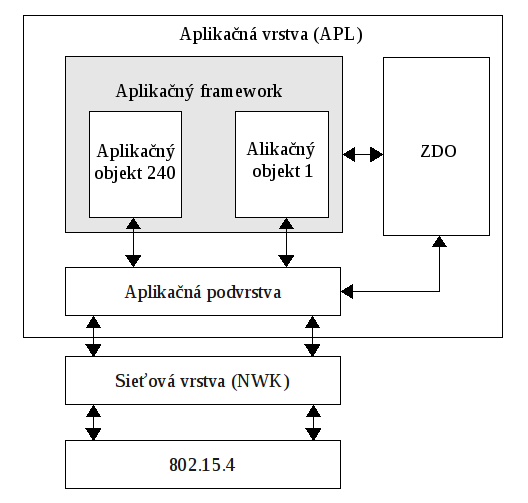 Aplikačná vrstva (APL)
Aplikačný framework
Aplikačný
objekt 240
Alikačný
objekt 1
ZDO
Aplikačná podvrstva
Sieťová vrstva (NWK)
802.15.4